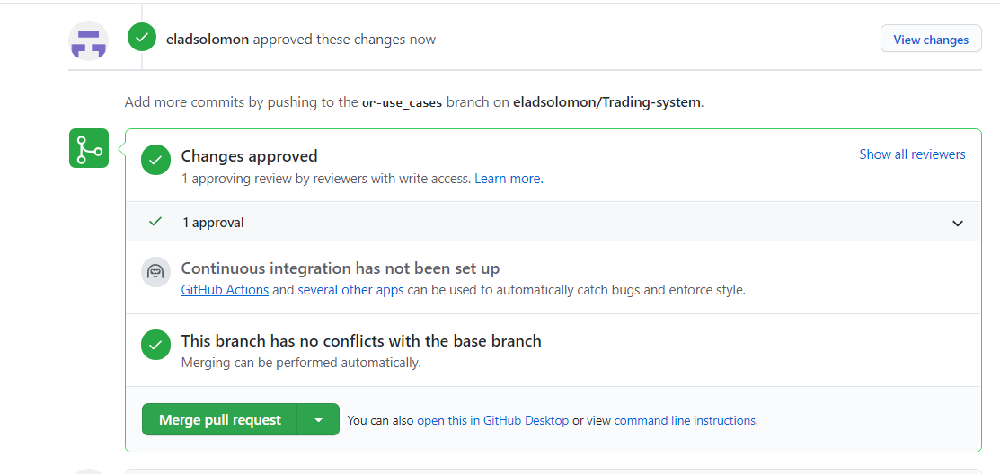 eladsolomon approved these changes now
View changes
Add more commits by pushing to the or-use_cases branch on eladsolomon/Trading-system.
Changes approved
Show all reviewers
1 approving review by reviewers with write access. Learn more.
1 approval
Continuous integration has not been set up
GitHub Actions and several other apps can be used to automatically catch bugs and enforce style.
This branch has no conflicts with the base branch
Merging can be performed automatically.
Merge pull request
You can also open this in GitHub Desktop or view command line instructions.